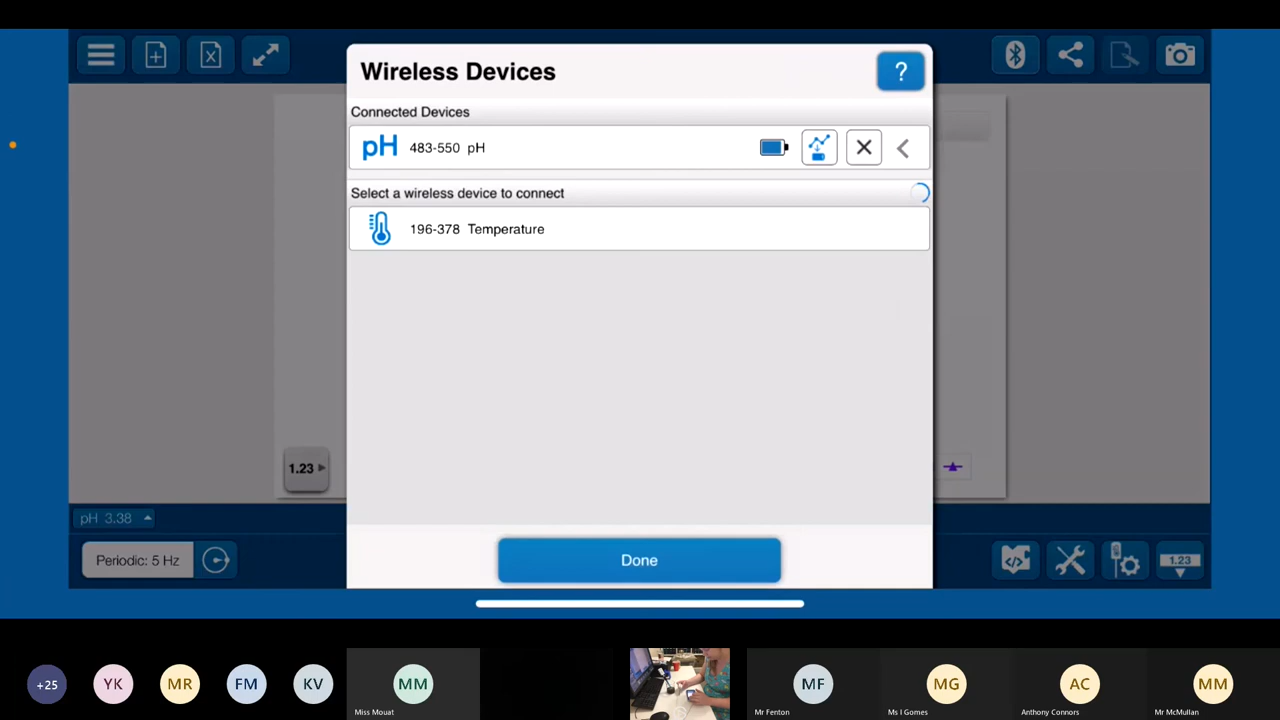 Wireless Devices
?
Connected Devices
pH 483-550 pH
Select a wireless device to connect
196-378 Temperature
1.23
pH 3.38
Periodic: 5 Hz
Done
1.23
+25
YK
MR
FM
KV
MM
Miss Mouat
MF
Mr Fenton
MG
Ms I Gomes
AC
Anthony Connors
MM
Mr McMullan